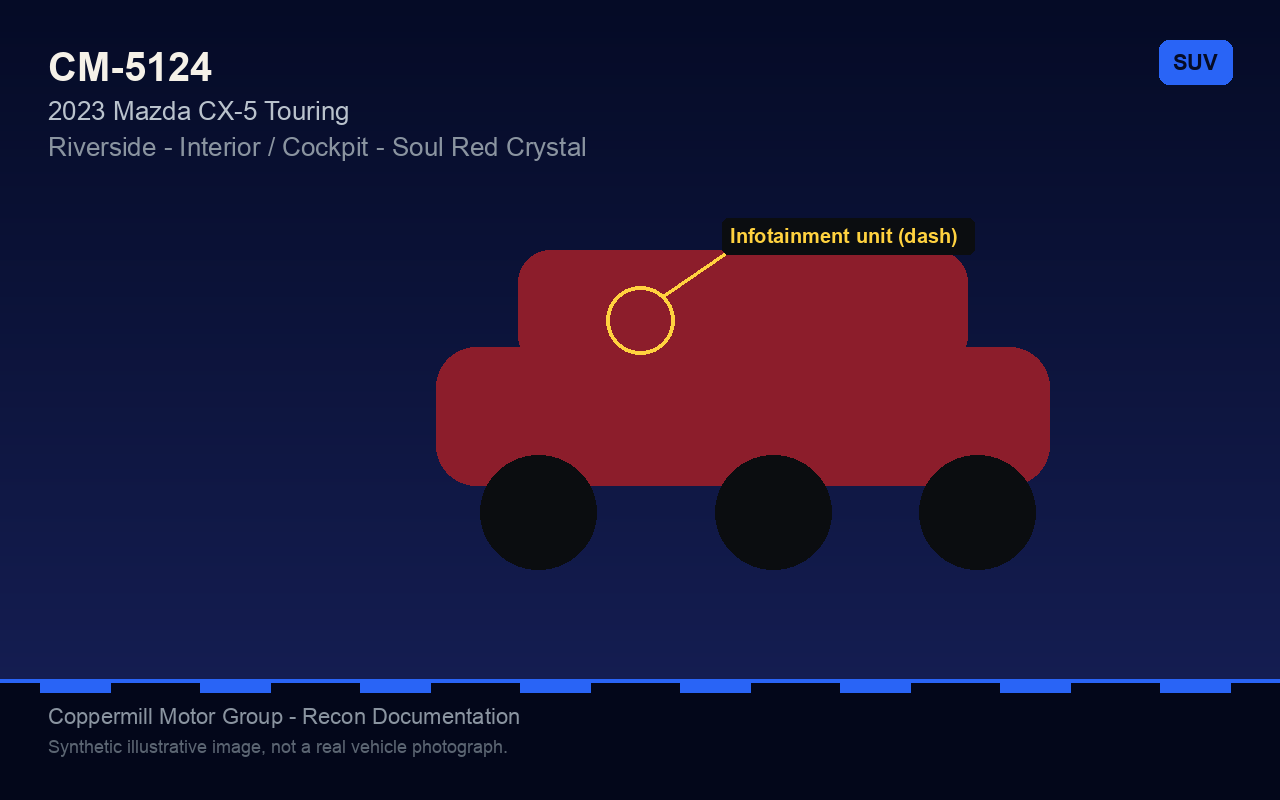 CM-5124
SUV
2023 Mazda CX-5 Touring
Riverside - Interior / Cockpit - Soul Red Crystal
Infotainment unit (dash)
Coppermill Motor Group - Recon Documentation
Synthetic illustrative image, not a real vehicle photograph.